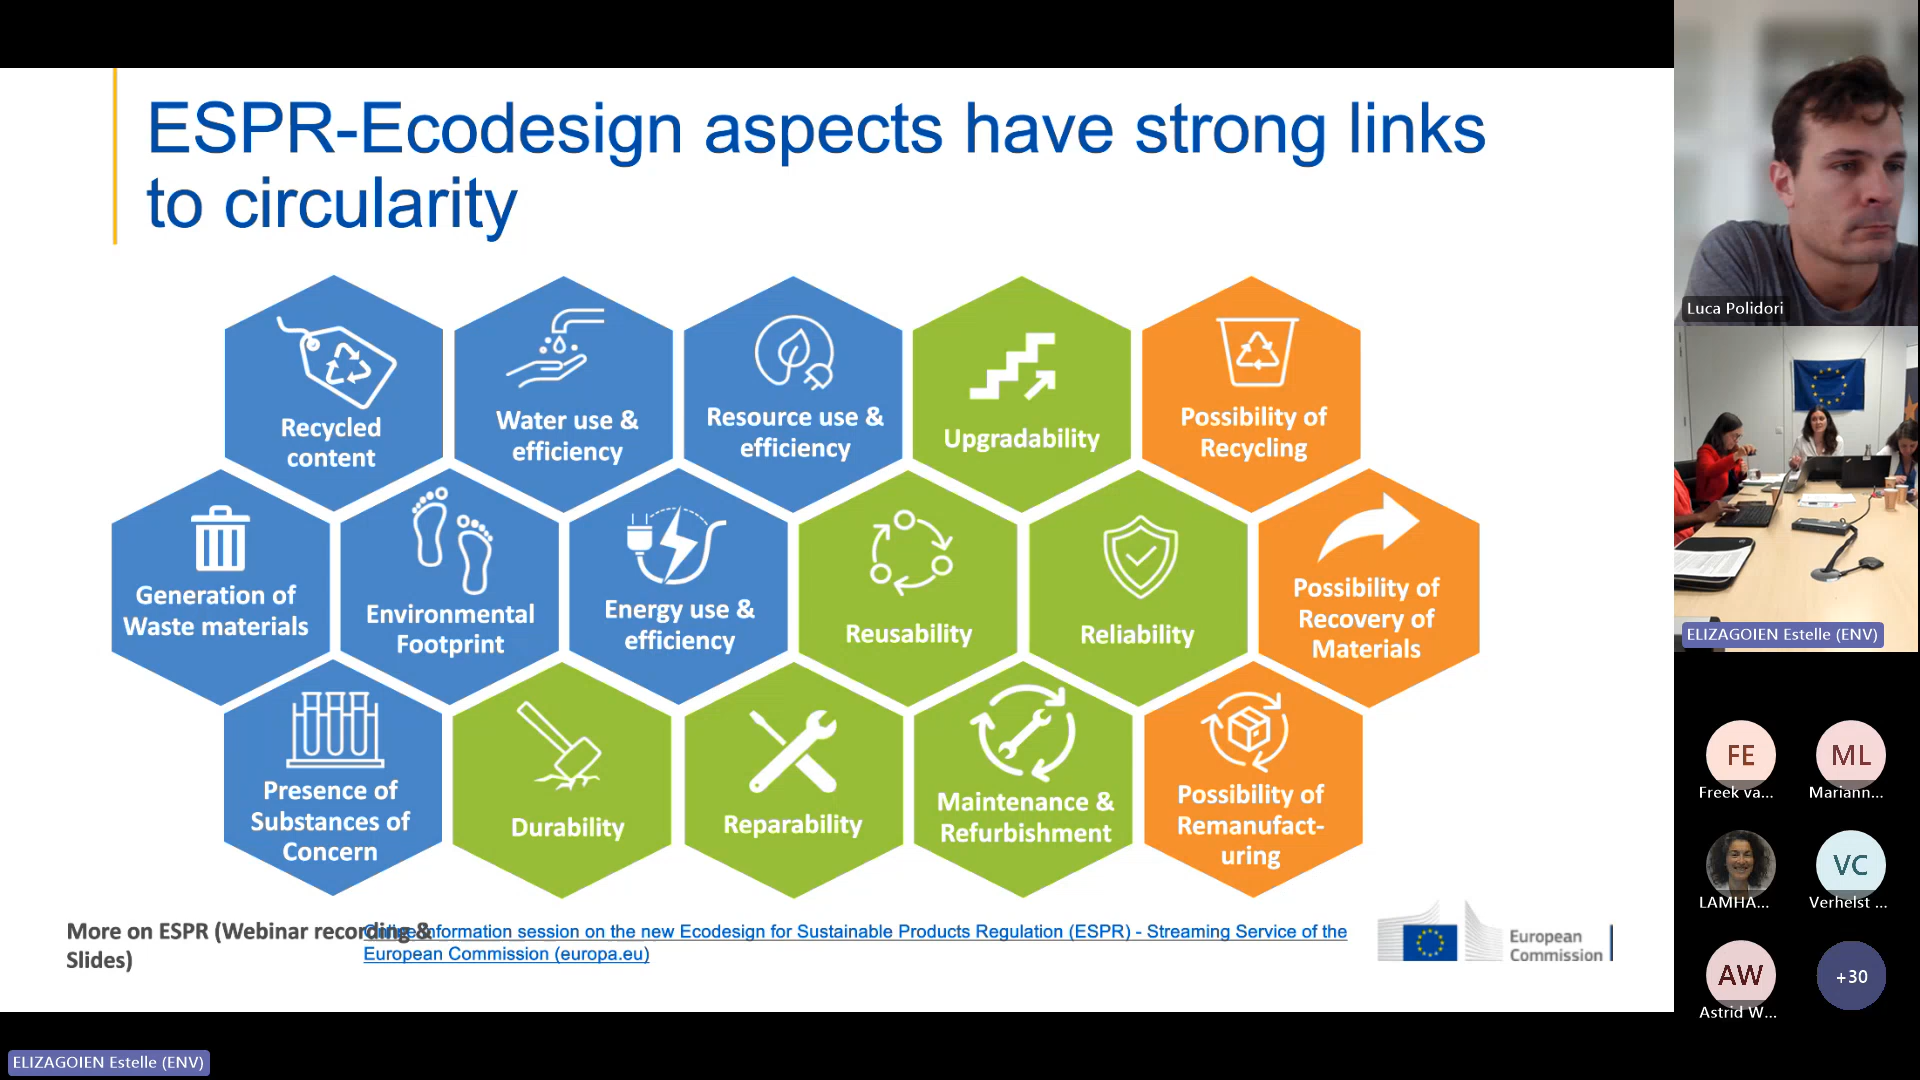 ESPR-Ecodesign aspects have strong links
to circularity
Recycled
content
Water use &
efficiency
Resource use &
efficiency
Upgradability
Possibility of
Recycling
Generation of
Waste materials
Environmental
Footprint
Energy use &
efficiency
Reusability
Reliability
Possibility of
Recovery of
Materials
Presence of
Substances of
Concern
Durability
Reparability
Maintenance &
Refurbishment
Possibility of
Remanufact-
uring
More on ESPR (Webinar recording &
Slides)
Online information session on the new Ecodesign for Sustainable Products Regulation (ESPR) - Streaming Service of the
European Commission (europa.eu)
European
Commission
Luca Polidori
ELIZAGOIEN Estelle (ENV)
FE
Freek va...
ML
Mariann...
LAMHA...
VC
Verhelst ...
AW
Astrid W...
+30
ELIZAGOIEN Estelle (ENV)